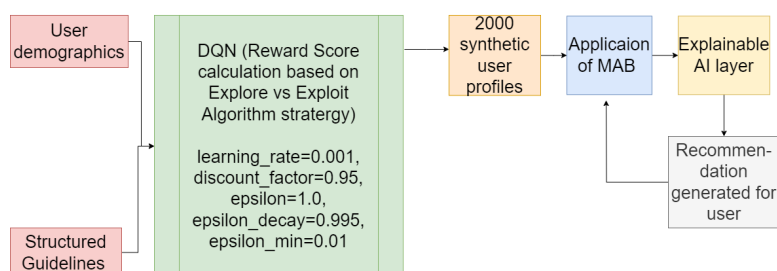 User
demographics
Structured
Guidelines
DQN (Reward Score
calculation based on
Explore vs Exploit
Algorithm stratergy)
learning_rate=0.001,
discount_factor=0.95,
epsilon=1.0,
epsilon_decay=0.995,
epsilon_min=0.01
2000
synthetic
user
profiles
Applicaion
of MAB
Explainable
AI layer
Recommen-
dation
generated for
user